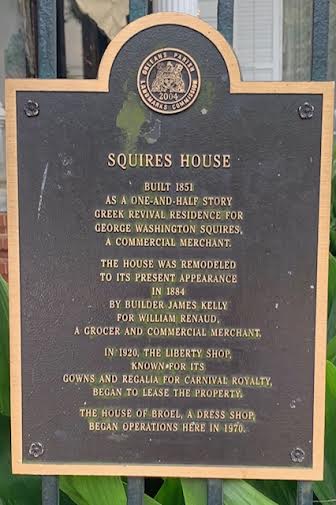 ORLEANS PARISH
LANDMARKS COMMISSION
2004
SQUIRES HOUSE
BUILT 1851
AS A ONE-AND-HALF STORY
GREEK REVIVAL RESIDENCE FOR
GEORGE WASHINGTON SQUIRES,
A COMMERCIAL MERCHANT.
THE HOUSE WAS REMODELED
TO ITS PRESENT APPEARANCE
IN 1884
BY BUILDER JAMES KELLY
FOR WILLIAM RENAUD,
A GROCER AND COMMERCIAL MERCHANT.
IN 1920, THE LIBERTY SHOP,
KNOWN FOR ITS
GOWNS AND REGALIA FOR CARNIVAL ROYALTY,
BEGAN TO LEASE THE PROPERTY.
THE HOUSE OF BROEL, A DRESS SHOP,
BEGAN OPERATIONS HERE IN 1970.